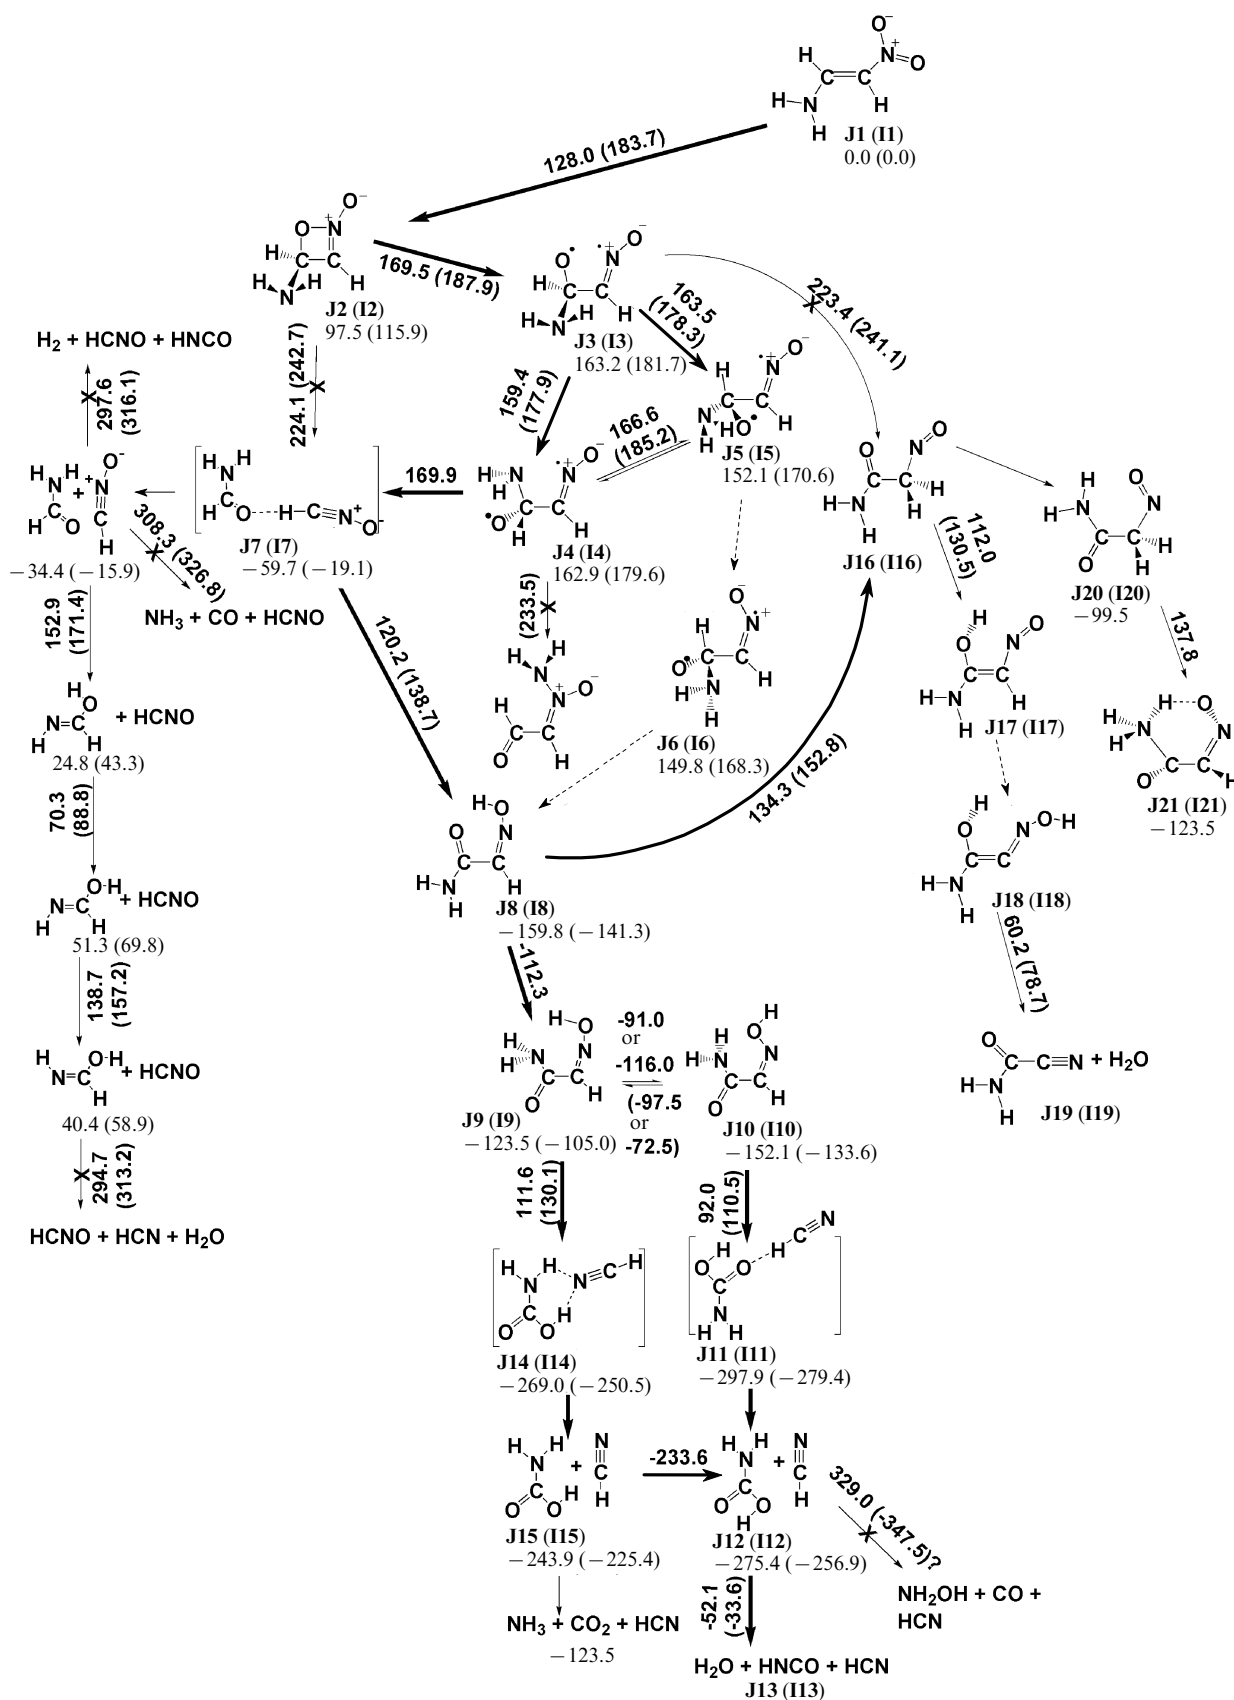 J1 (I1)
0.0 (0.0)
128.0 (183.7)
J2 (I2)
97.5 (115.9)
169.5 (187.9)
J3 (I3)
163.2 (181.7)
223.4 (241.1)
X
163.5
(178.3)
H₂ + HCNO + HNCO
X
297.6
(316.1)
224.1 (242.7)
X
159.4
(177.9)
166.6
(185.2)
J5 (I5)
152.1 (170.6)
169.9
J7 (I7)
−59.7 (−19.1)
J4 (I4)
162.9 (179.6)
J16 (I16)
112.0
(130.5)
−34.4 (−15.9)
308.3 (326.8)
X
NH₃ + CO + HCNO
J20 (I20)
−99.5
137.8
152.9
(171.4)
120.2 (138.7)
(233.5)
X
+ HCNO
24.8 (43.3)
J6 (I6)
149.8 (168.3)
134.3 (152.8)
J17 (I17)
J21 (I21)
−123.5
70.3
(88.8)
+ HCNO
51.3 (69.8)
J8 (I8)
−159.8 (−141.3)
J18 (I18)
60.2 (78.7)
138.7
(157.2)
-112.3
+ HCNO
40.4 (58.9)
-91.0
or
-116.0
(-97.5
or
-72.5)
J9 (I9)
−123.5 (−105.0)
J10 (I10)
−152.1 (−133.6)
+ H₂O
J19 (I19)
X
294.7
(313.2)
HCNO + HCN + H₂O
111.6
(130.1)
92.0
(110.5)
J14 (I14)
−269.0 (−250.5)
J11 (I11)
−297.9 (−279.4)
+
-233.6
+
329.0 (-347.5)?
X
J15 (I15)
−243.9 (−225.4)
J12 (I12)
−275.4 (−256.9)
NH₂OH + CO +
HCN
NH₃ + CO₂ + HCN
−123.5
-52.1
(-33.6)
H₂O + HNCO + HCN
J13 (I13)